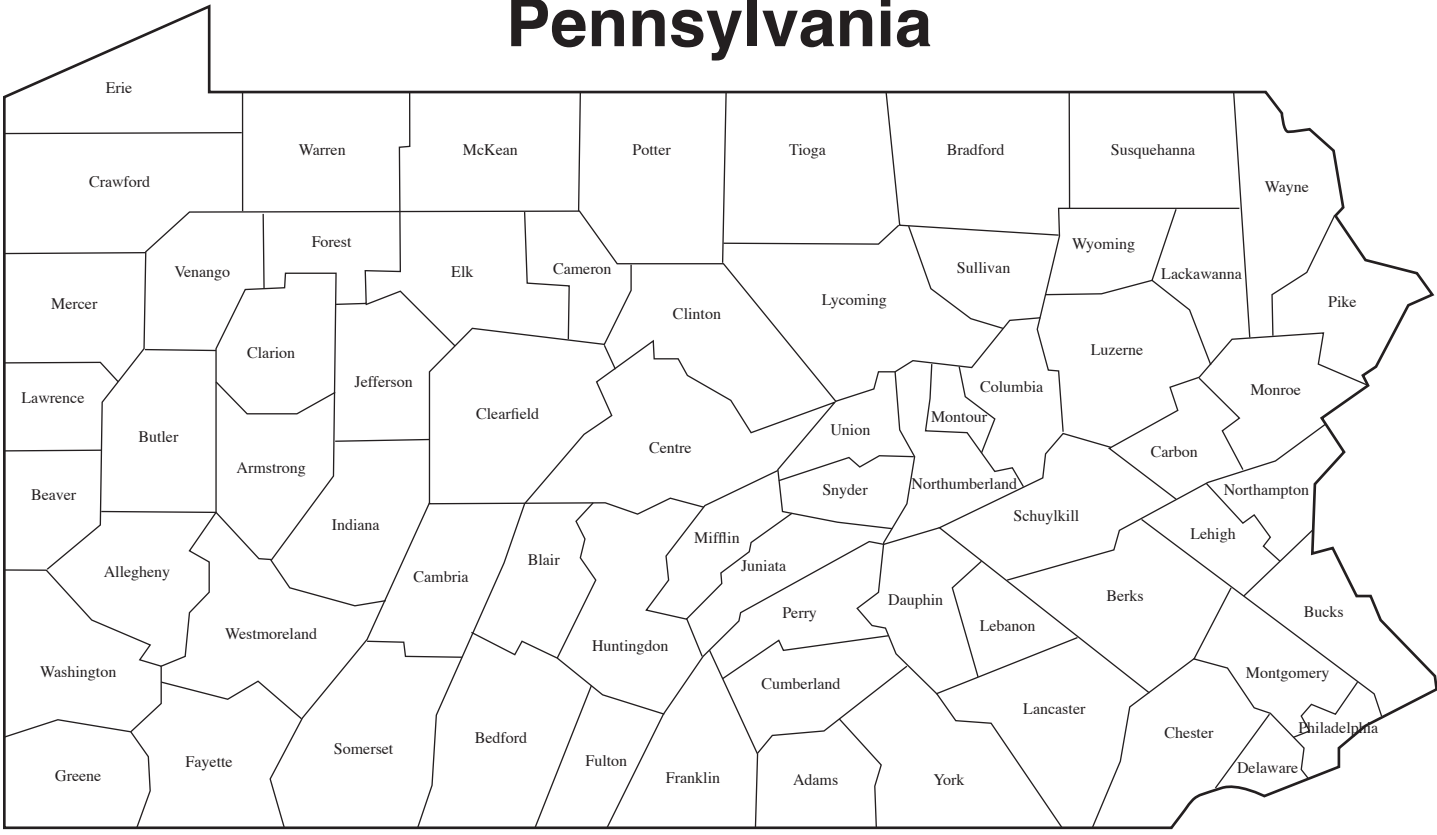 Pennsylvania
Erie
Warren
McKean
Potter
Tioga
Bradford
Susquehanna
Crawford
Wayne
Forest
Wyoming
Venango
Elk
Cameron
Sullivan
Lackawanna
Mercer
Lycoming
Pike
Clinton
Clarion
Luzerne
Jefferson
Columbia
Monroe
Lawrence
Clearfield
Montour
Butler
Union
Centre
Carbon
Armstrong
Beaver
Snyder
Northumberland
Northampton
Indiana
Schuylkill
Mifflin
Lehigh
Allegheny
Blair
Juniata
Cambria
Berks
Dauphin
Perry
Bucks
Westmoreland
Lebanon
Huntingdon
Washington
Montgomery
Cumberland
Lancaster
Philadelphia
Chester
Bedford
Somerset
Fayette
Fulton
Delaware
Greene
Franklin
Adams
York